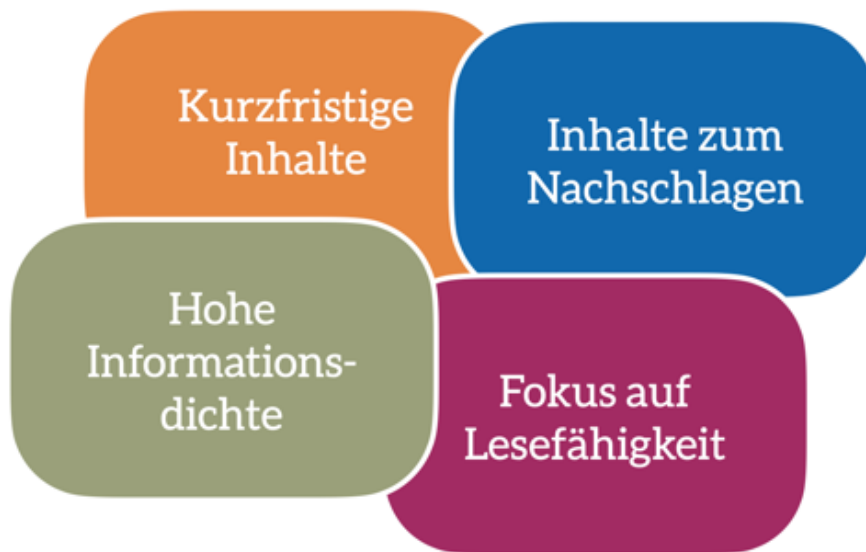 Kurzfristige
Inhalte
Inhalte zum
Nachschlagen
Hohe
Informations-
dichte
Fokus auf
Lesefähigkeit